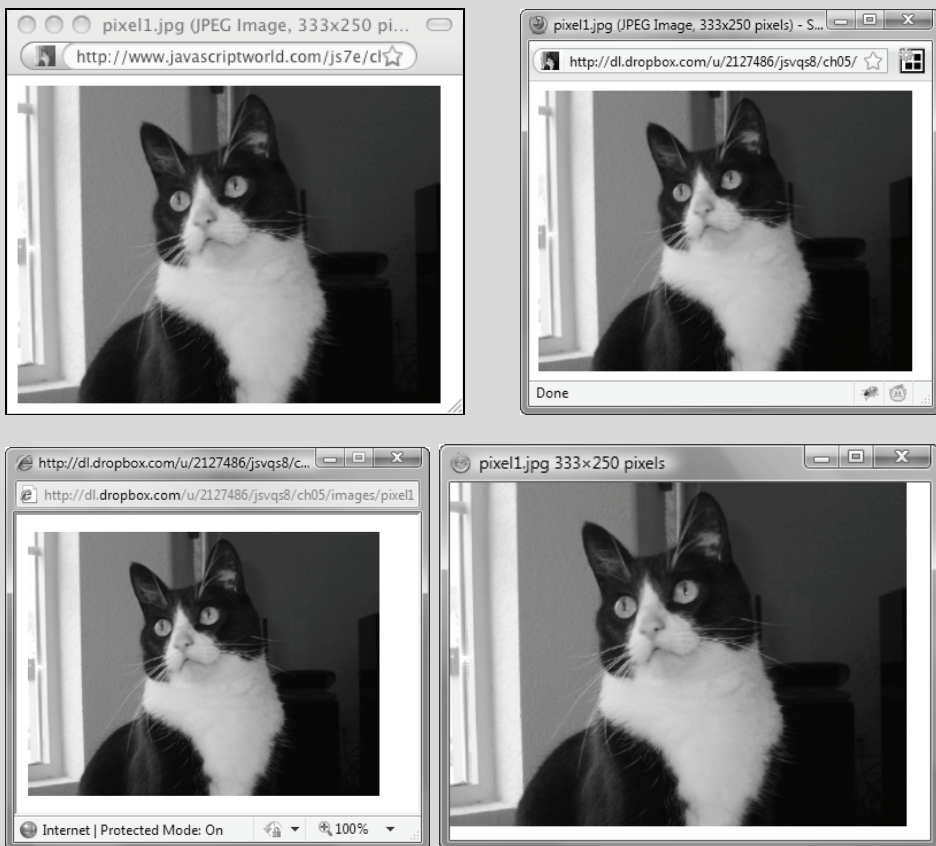 pixel1.jpg (JPEG Image, 333x250 pi...
http://www.javascriptworld.com/js7e/cl
pixel1.jpg (JPEG Image, 333x250 pixels) - S...
http://dl.dropbox.com/u/2127486/jsvqs8/ch05/
Done
http://dl.dropbox.com/u/2127486/jsvqs8/c...
http://dl.dropbox.com/u/2127486/jsvqs8/ch05/images/pixel1
Internet | Protected Mode: On
100%
pixel1.jpg 333×250 pixels